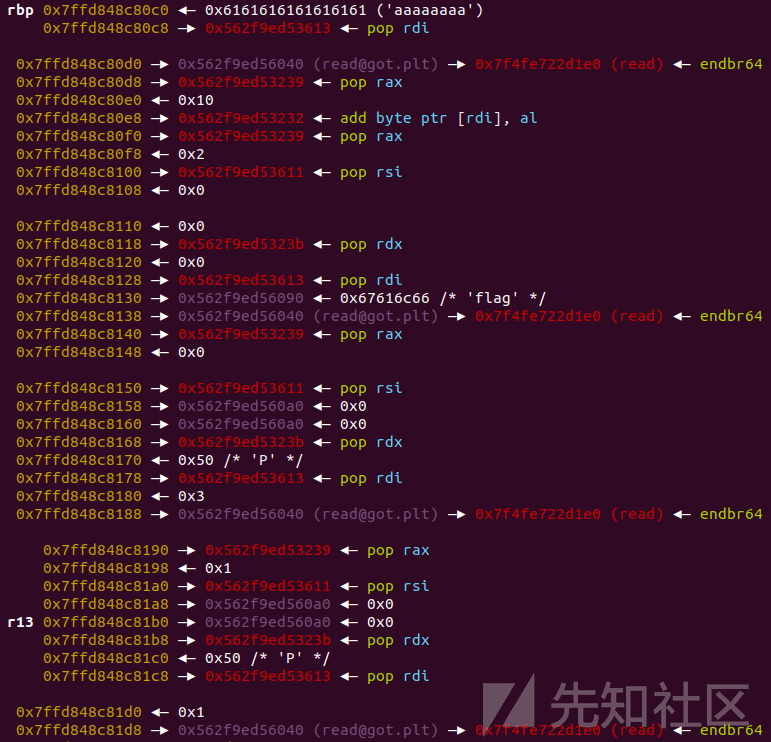 rbp 0x7ffd848c80c0 ◂— 0x6161616161616161 ('aaaaaaaa')
0x7ffd848c80c8 —▸ 0x562f9ed53613 ◂— pop rdi
0x7ffd848c80d0 —▸ 0x562f9ed56040 (read@got.plt) —▸ 0x7f4fe722d1e0 (read) ◂— endbr64
0x7ffd848c80d8 —▸ 0x562f9ed53239 ◂— pop rax
0x7ffd848c80e0 ◂— 0x10
0x7ffd848c80e8 —▸ 0x562f9ed53232 ◂— add byte ptr [rdi], al
0x7ffd848c80f0 —▸ 0x562f9ed53239 ◂— pop rax
0x7ffd848c80f8 ◂— 0x2
0x7ffd848c8100 —▸ 0x562f9ed53611 ◂— pop rsi
0x7ffd848c8108 ◂— 0x0
0x7ffd848c8110 ◂— 0x0
0x7ffd848c8118 —▸ 0x562f9ed5323b ◂— pop rdx
0x7ffd848c8120 ◂— 0x0
0x7ffd848c8128 —▸ 0x562f9ed53613 ◂— pop rdi
0x7ffd848c8130 —▸ 0x562f9ed56090 ◂— 0x67616c66 /* 'flag' */
0x7ffd848c8138 —▸ 0x562f9ed56040 (read@got.plt) —▸ 0x7f4fe722d1e0 (read) ◂— endbr64
0x7ffd848c8140 —▸ 0x562f9ed53239 ◂— pop rax
0x7ffd848c8148 ◂— 0x0
0x7ffd848c8150 —▸ 0x562f9ed53611 ◂— pop rsi
0x7ffd848c8158 —▸ 0x562f9ed560a0 ◂— 0x0
0x7ffd848c8160 —▸ 0x562f9ed560a0 ◂— 0x0
0x7ffd848c8168 —▸ 0x562f9ed5323b ◂— pop rdx
0x7ffd848c8170 ◂— 0x50 /* 'P' */
0x7ffd848c8178 —▸ 0x562f9ed53613 ◂— pop rdi
0x7ffd848c8180 ◂— 0x3
0x7ffd848c8188 —▸ 0x562f9ed56040 (read@got.plt) —▸ 0x7f4fe722d1e0 (read) ◂— endbr64
0x7ffd848c8190 —▸ 0x562f9ed53239 ◂— pop rax
0x7ffd848c8198 ◂— 0x1
0x7ffd848c81a0 —▸ 0x562f9ed53611 ◂— pop rsi
0x7ffd848c81a8 —▸ 0x562f9ed560a0 ◂— 0x0
r13 0x7ffd848c81b0 —▸ 0x562f9ed560a0 ◂— 0x0
0x7ffd848c81b8 —▸ 0x562f9ed5323b ◂— pop rdx
0x7ffd848c81c0 ◂— 0x50 /* 'P' */
0x7ffd848c81c8 —▸ 0x562f9ed53613 ◂— pop rdi
0x7ffd848c81d0 ◂— 0x1
0x7ffd848c81d8 —▸ 0x562f9ed56040 (read@got.plt) —▸ 0x7f4fe722d1e0 (read) ◂— endbr64
先知社区